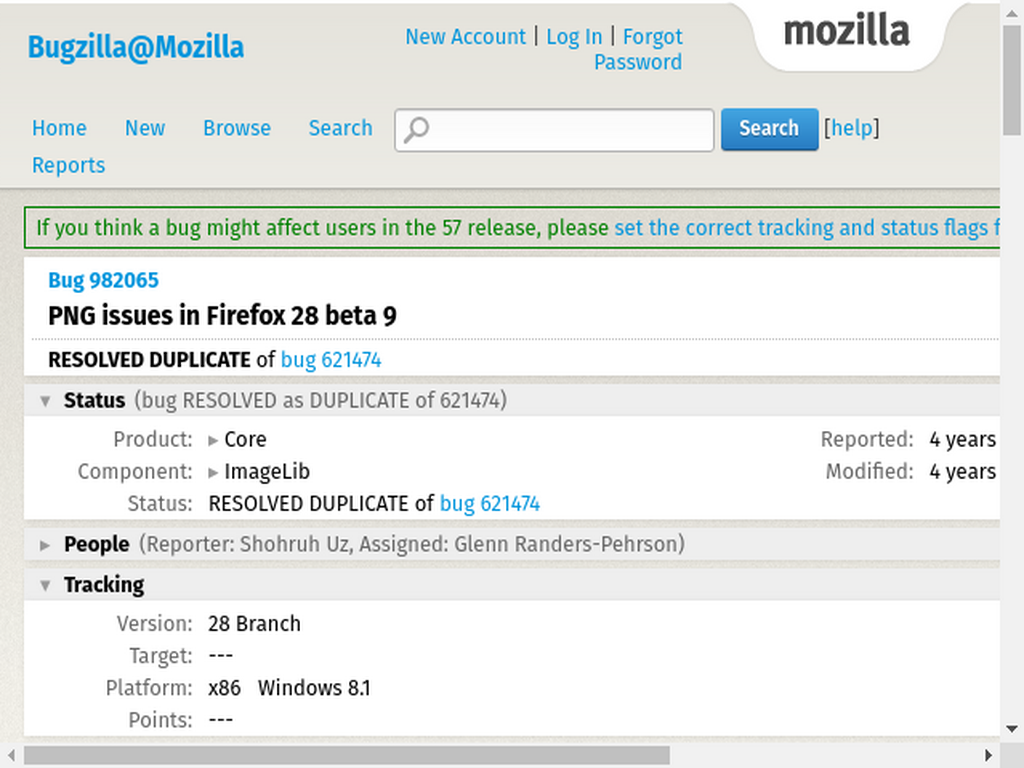 Bugzilla@Mozilla
New Account | Log In | Forgot
Password
mozilla
Home New Browse Search Search [help]
Reports
If you think a bug might affect users in the 57 release, please set the correct tracking and status flags f
Bug 982065
PNG issues in Firefox 28 beta 9
RESOLVED DUPLICATE of bug 621474
Status (bug RESOLVED as DUPLICATE of 621474)
Product: Core Reported: 4 years
Component: ImageLib Modified: 4 years
Status: RESOLVED DUPLICATE of bug 621474
People (Reporter: Shohruh Uz, Assigned: Glenn Randers-Pehrson)
Tracking
Version: 28 Branch
Target: ---
Platform: x86 Windows 8.1
Points: ---